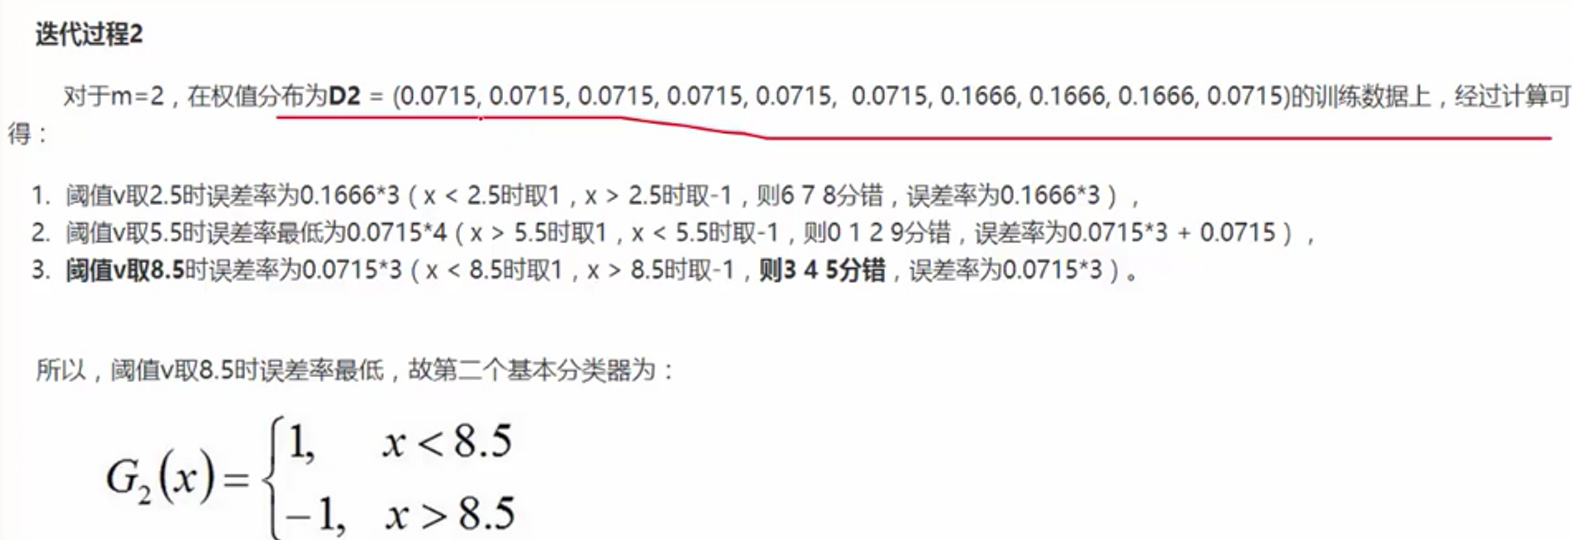 迭代过程2
对于m=2，在权值分布为D2 = (0.0715, 0.0715, 0.0715, 0.0715, 0.0715, 0.0715, 0.1666, 0.1666, 0.1666, 0.0715)的训练数据上，经过计算可
得：
1. 阈值v取2.5时误差率为0.1666*3（x < 2.5时取1，x > 2.5时取-1，则6 7 8分错，误差率为0.1666*3），
2. 阈值v取5.5时误差率最低为0.0715*4（x > 5.5时取1，x < 5.5时取-1，则0 1 2 9分错，误差率为0.0715*3 + 0.0715），
3. 阈值v取8.5时误差率为0.0715*3（x < 8.5时取1，x > 8.5时取-1，则3 4 5分错，误差率为0.0715*3）。
所以，阈值v取8.5时误差率最低，故第二个基本分类器为：
1, x < 8.5
G₂(x) = {
−1, x > 8.5